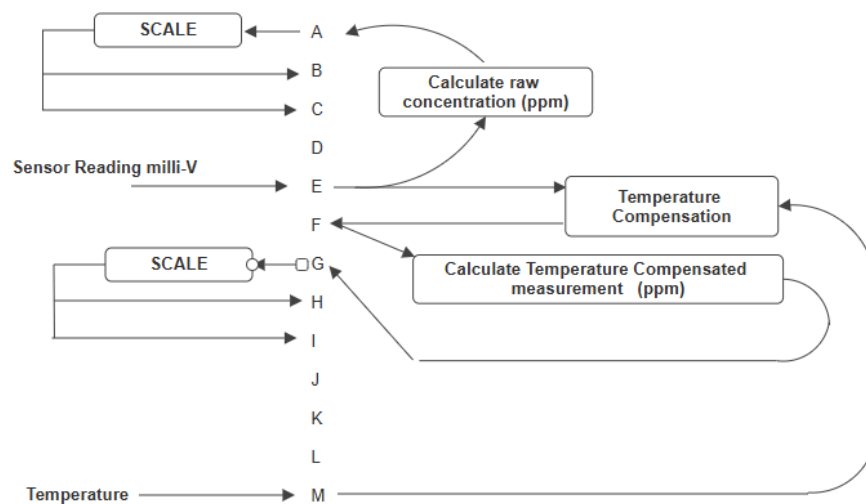 SCALE
A
B
Calculate raw
concentration (ppm)
C
D
Sensor Reading milli-V
E
Temperature
Compensation
F
SCALE
G
Calculate Temperature Compensated
measurement (ppm)
H
I
J
K
L
Temperature
M